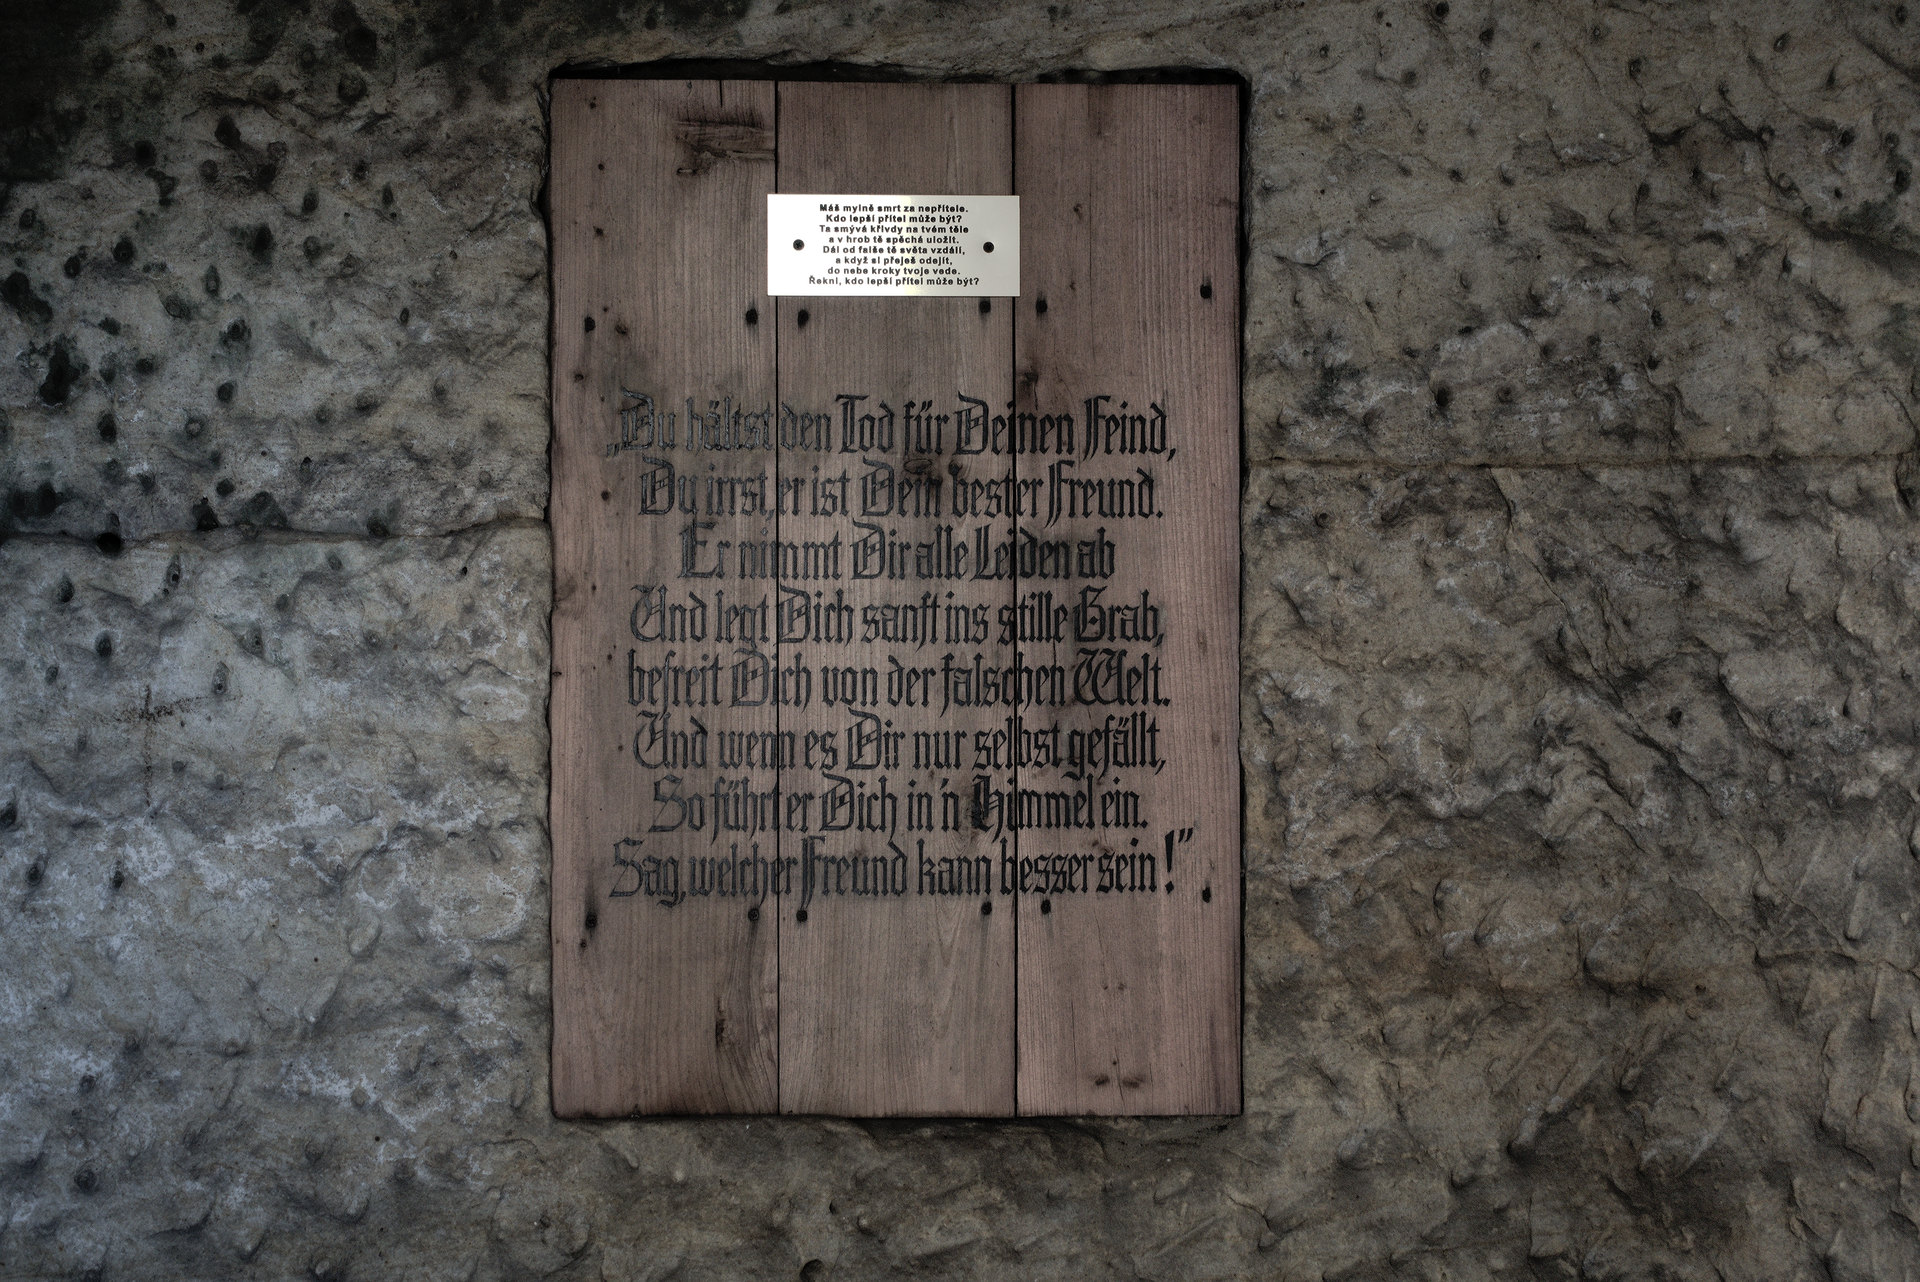 Máš mylně smrt za nepřítele.
Kdo lepší přítel může být?
Ta smývá křivdy na tvém těle
a v hrob tě spěchá uložit.
Dál od falše tě světa vzdálí,
a když si přeješ odejít,
do nebe kroky tvoje vede.
Řekni, kdo lepší přítel může být?
„Du hältst den Tod für Deinen Feind,
Du irrst, er ist Dein bester Freund.
Er nimmt Dir alle Leiden ab
Und legt Dich sanft ins stille Grab,
befreit Dich von der falschen Welt.
Und wenn es Dir nur selbst gefällt,
So führt er Dich in'n Himmel ein.
Sag, welcher Freund kann besser sein!”